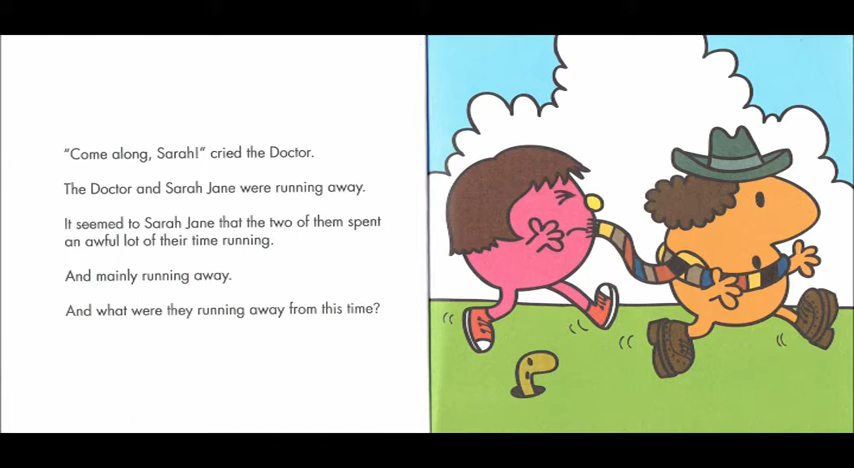 "Come along, Sarah!" cried the Doctor.
The Doctor and Sarah Jane were running away.
It seemed to Sarah Jane that the two of them spent
an awful lot of their time running.
And mainly running away.
And what were they running away from this time?